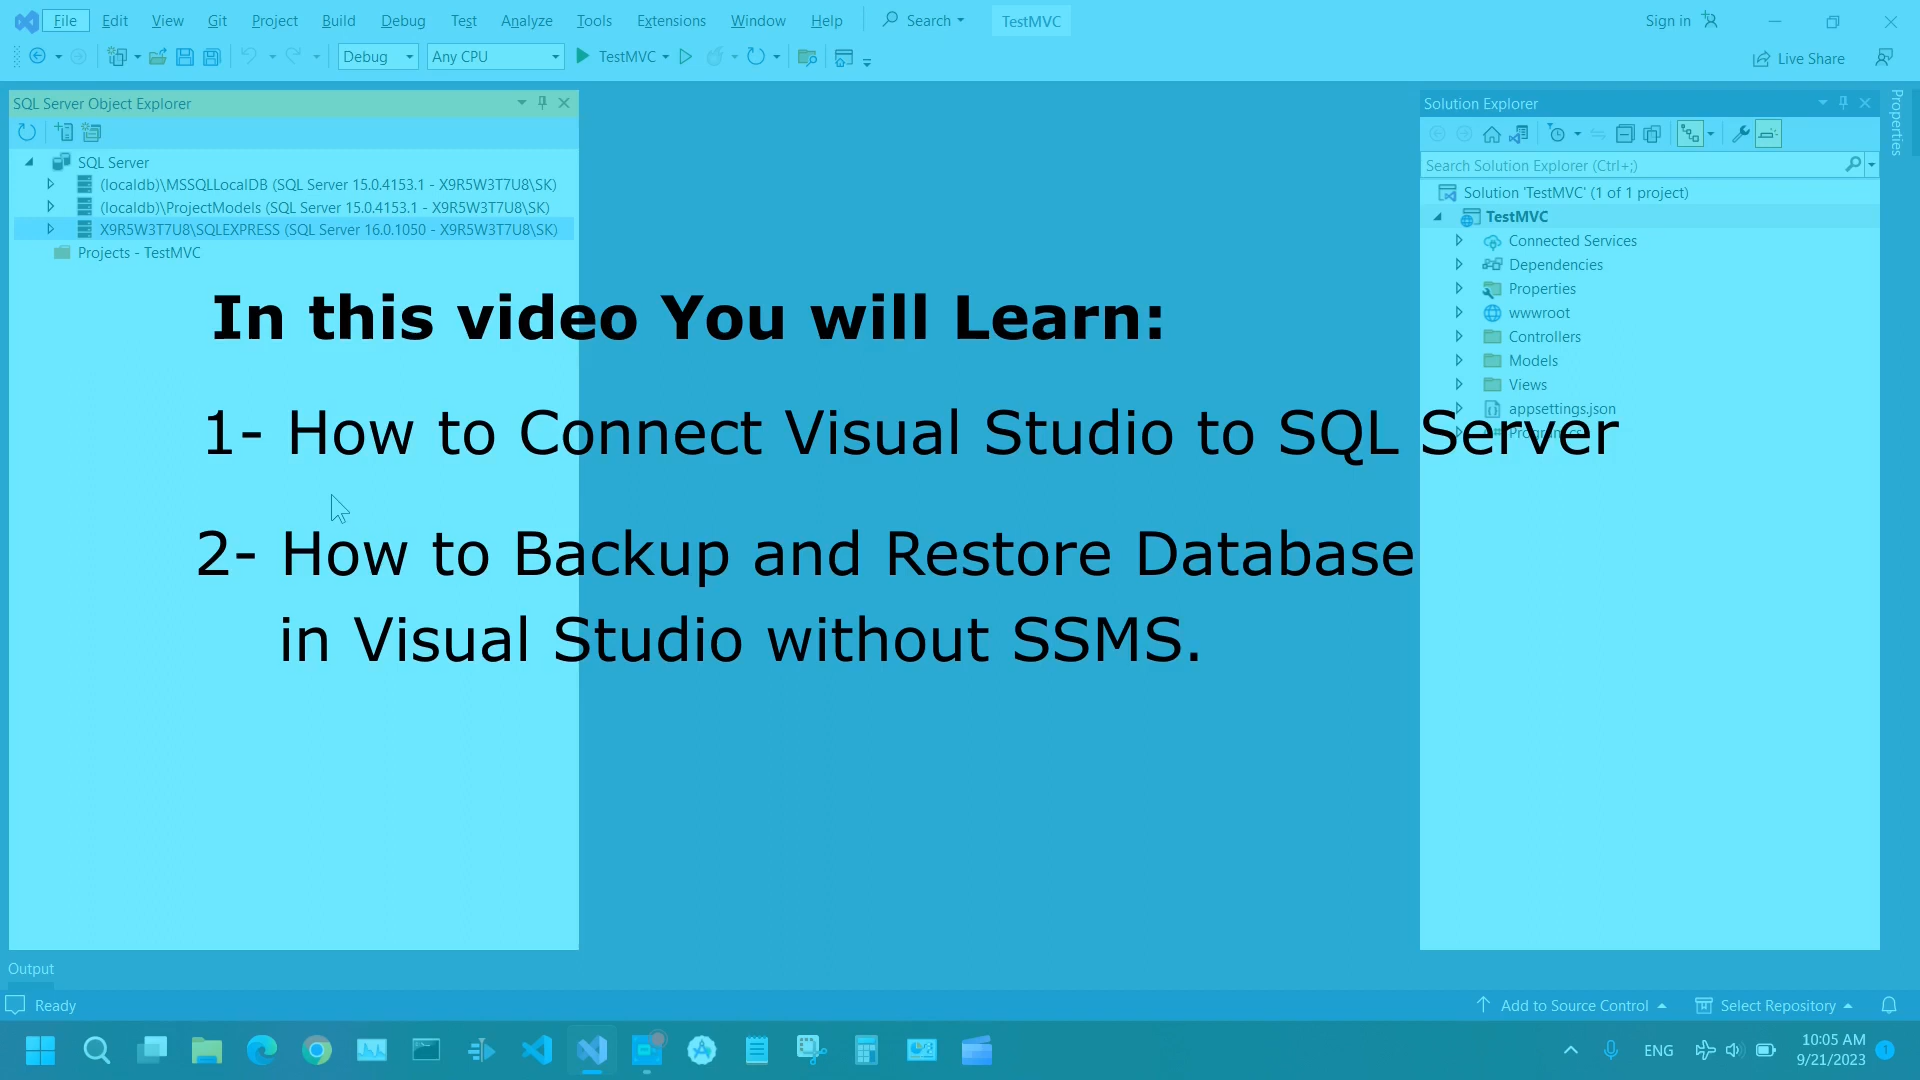 File Edit View Git Project Build Debug Test Analyze Tools Extensions Window Help Search TestMVC Sign in
Debug Any CPU TestMVC Live Share
SQL Server Object Explorer
SQL Server
(localdb)\MSSQLLocalDB (SQL Server 15.0.4153.1 - X9R5W3T7U8\SK)
(localdb)\ProjectModels (SQL Server 15.0.4153.1 - X9R5W3T7U8\SK)
X9R5W3T7U8\SQLEXPRESS (SQL Server 16.0.1050 - X9R5W3T7U8\SK)
Projects - TestMVC
In this video You will Learn:
1- How to Connect Visual Studio to SQL Server
2- How to Backup and Restore Database
in Visual Studio without SSMS.
Solution Explorer
Search Solution Explorer (Ctrl+;)
Solution 'TestMVC' (1 of 1 project)
TestMVC
Connected Services
Dependencies
Properties
wwwroot
Controllers
Models
Views
appsettings.json
Properties
Output
Ready Add to Source Control Select Repository
ENG 10:05 AM
9/21/2023 1